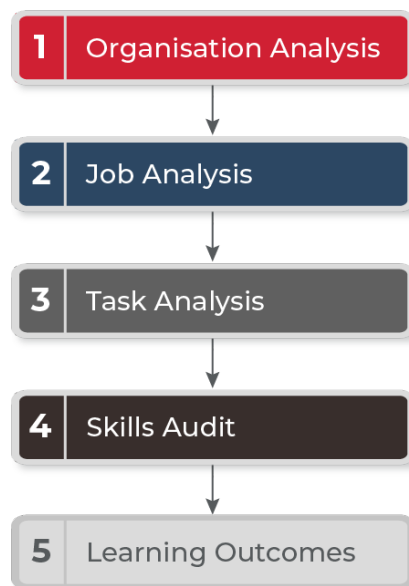 1 Organisation Analysis
2 Job Analysis
3 Task Analysis
4 Skills Audit
5 Learning Outcomes